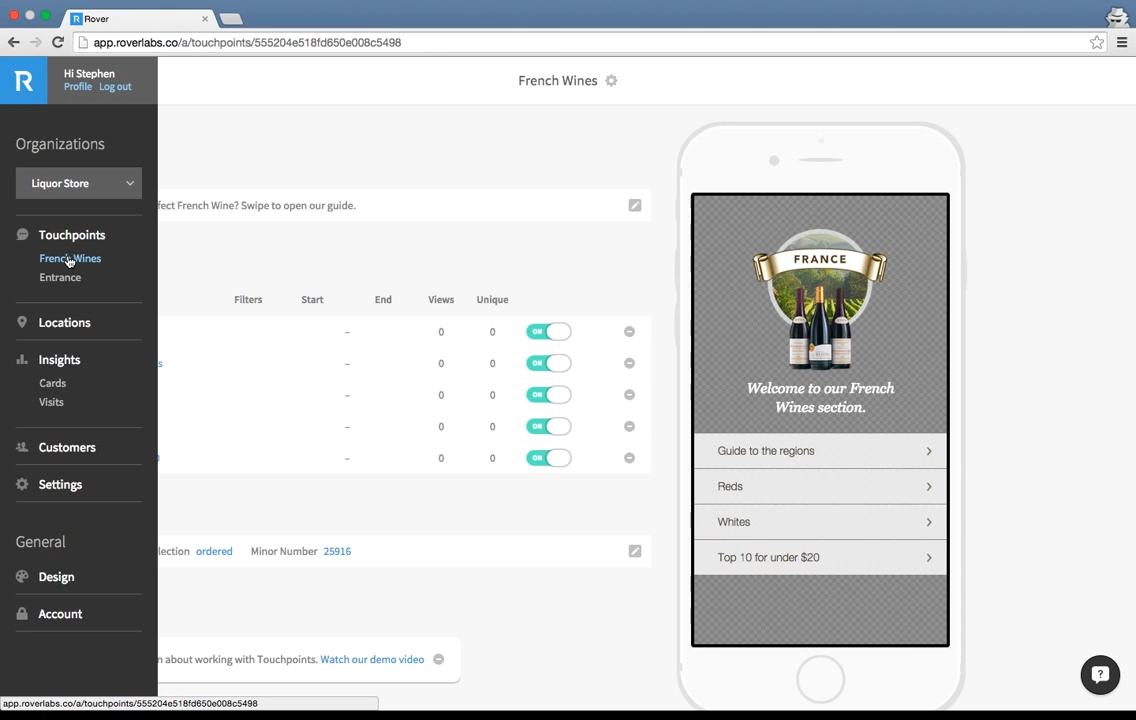 Rover
app.roverlabs.co/a/touchpoints/555204e518fd650e008c5498
R
Hi Stephen
Profile Log out
French Wines
Organizations
Liquor Store
Touchpoints
French Wines
Entrance
Locations
Insights
Cards
Visits
Customers
Settings
General
Design
Account
fect French Wine? Swipe to open our guide.
Filters Start End Views Unique
– 0 0 ON
s – 0 0 ON
– 0 0 ON
– 0 0 ON
– 0 0 ON
lection ordered Minor Number 25916
n about working with Touchpoints. Watch our demo video
FRANCE
Welcome to our French
Wines section.
Guide to the regions
Reds
Whites
Top 10 for under $20
app.roverlabs.co/a/touchpoints/555204e518fd650e008c5498